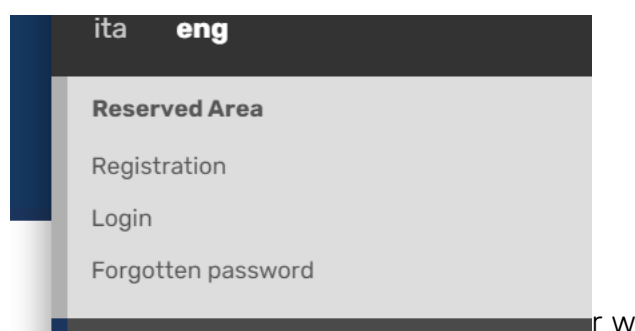 ita eng
Reserved Area
Registration
Login
Forgotten password
r w